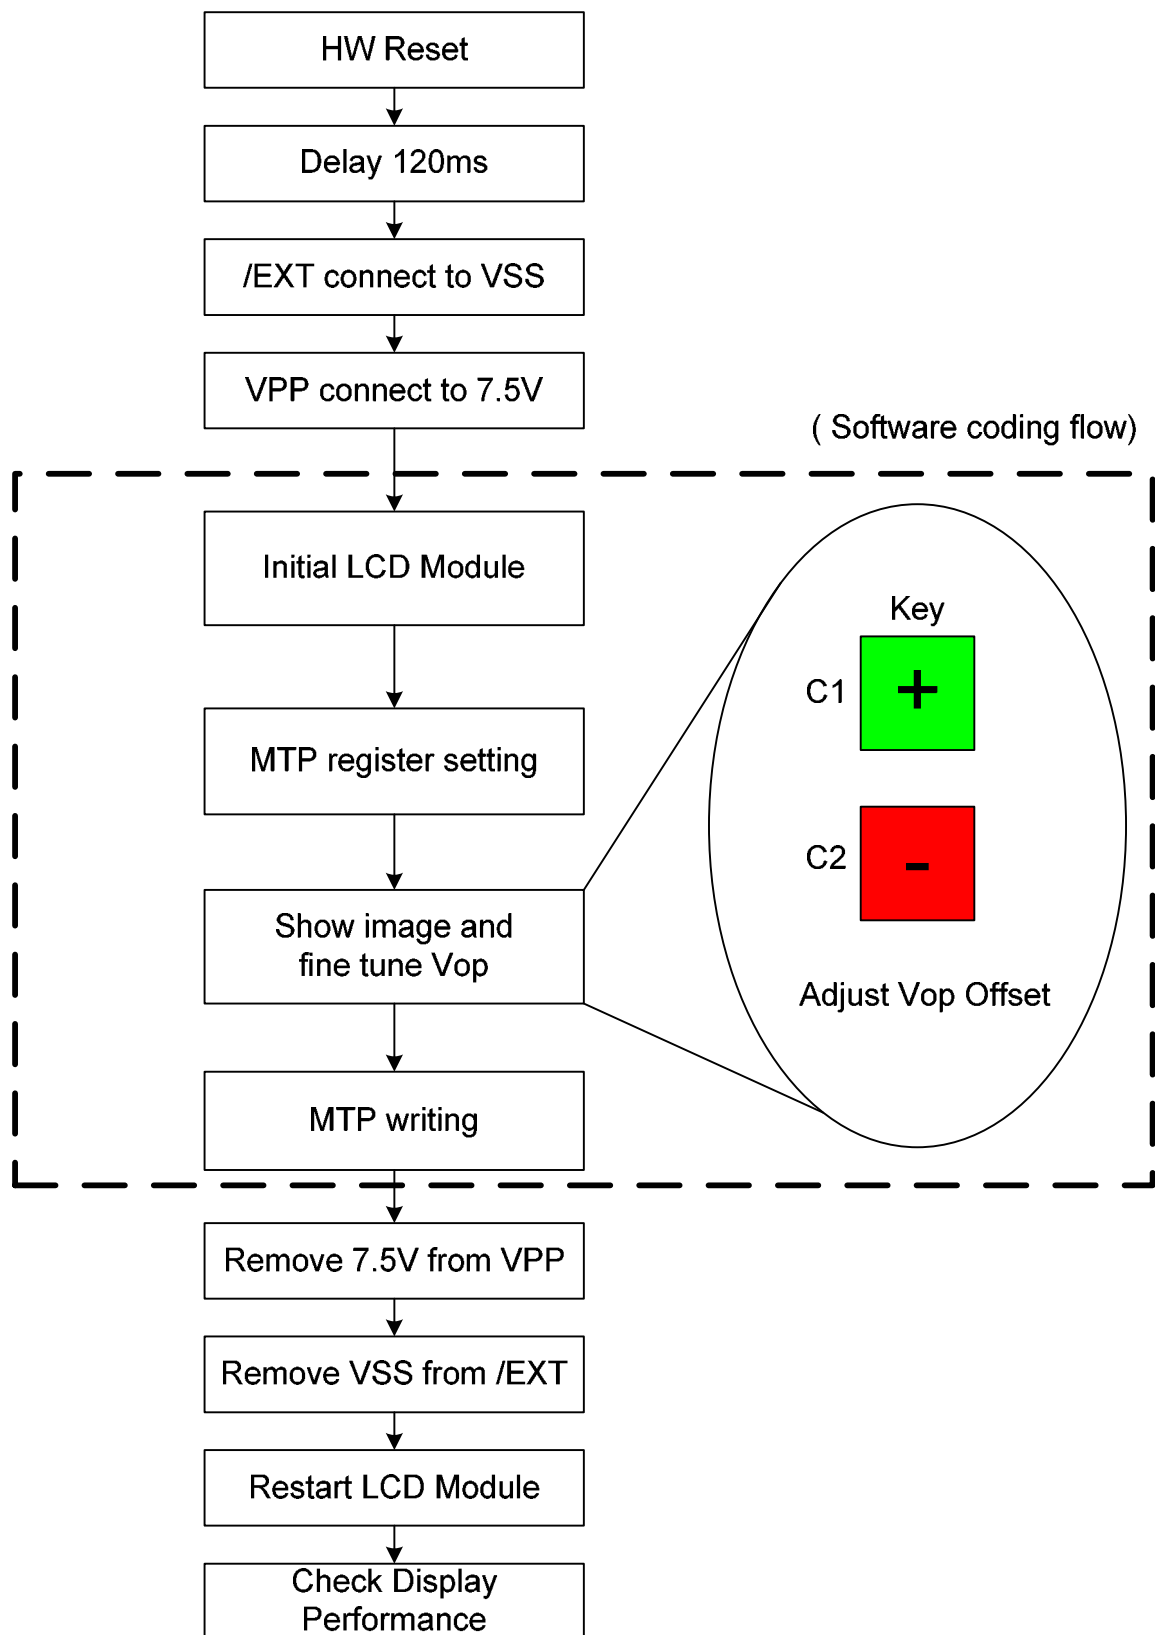 HW Reset
Delay 120ms
/EXT connect to VSS
VPP connect to 7.5V
( Software coding flow)
Initial LCD Module
MTP register setting
Show image and
fine tune Vop
MTP writing
Key
C1 +
C2 -
Adjust Vop Offset
Remove 7.5V from VPP
Remove VSS from /EXT
Restart LCD Module
Check Display
Performance